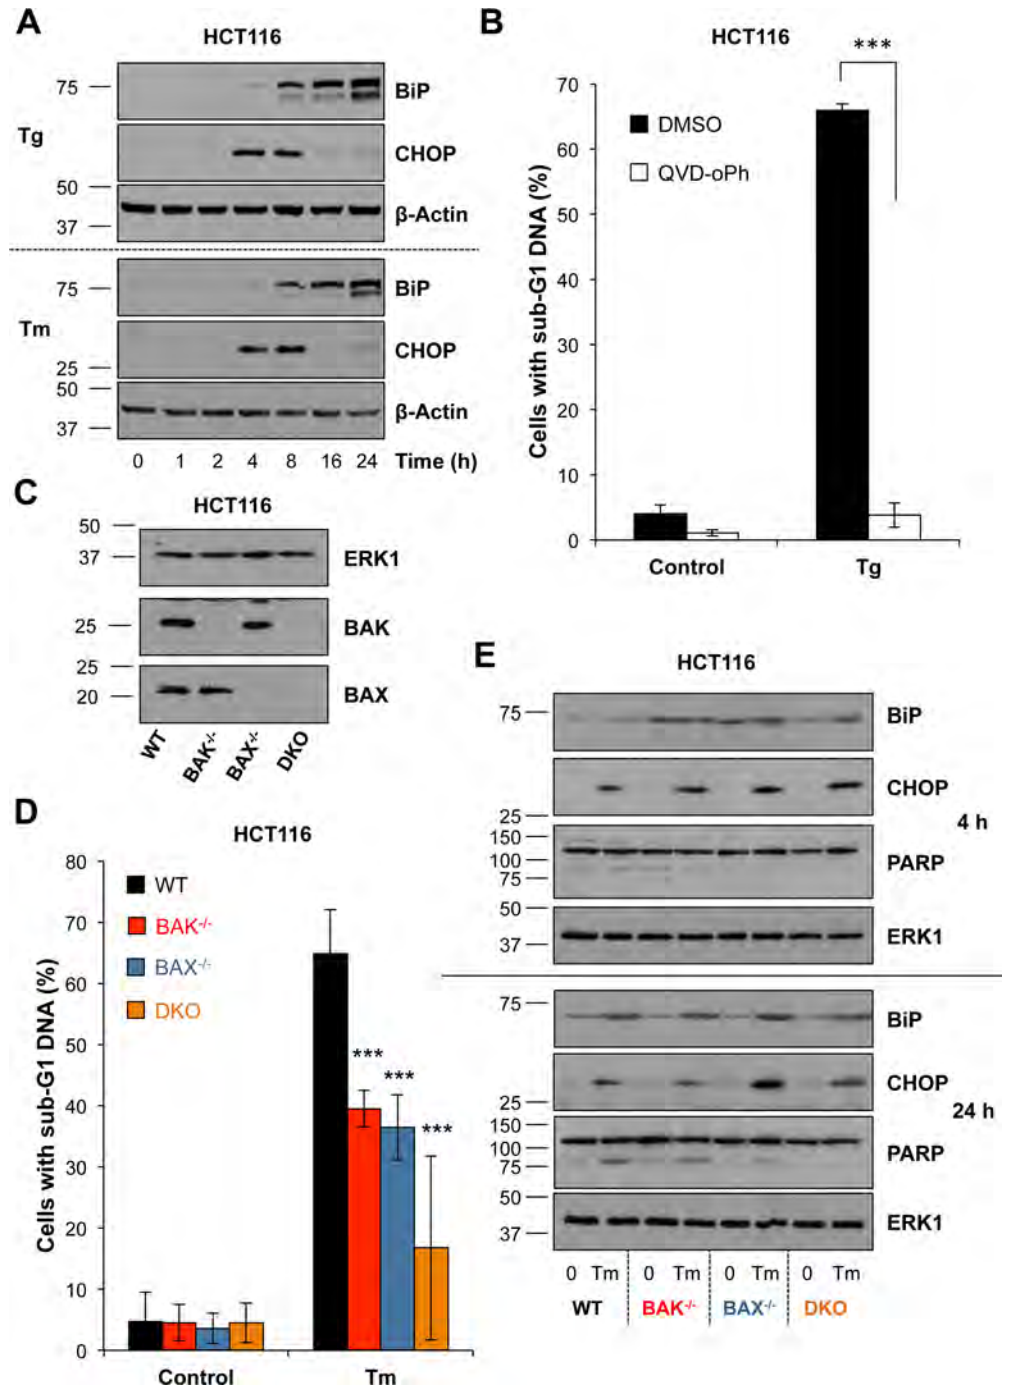 A
HCT116
Tg
75
BiP
CHOP
50
37
β-Actin
Tm
75
BiP
CHOP
25
50
37
β-Actin
0 1 2 4 8 16 24 Time (h)
B
HCT116
***
Cells with sub-G1 DNA (%)
70
60
50
40
30
20
10
0
DMSO
QVD-oPh
Control Tg
C
HCT116
50
37
ERK1
25
BAK
25
20
BAX
WT BAK-/- BAX-/- DKO
D
HCT116
Cells with sub-G1 DNA (%)
80
70
60
50
40
30
20
10
0
WT
BAK-/-
BAX-/-
DKO
***
***
***
Control Tm
E
HCT116
75
BiP
CHOP
25
4 h
150
100
75
PARP
50
37
ERK1
75
BiP
CHOP
25
24 h
150
100
75
PARP
50
37
ERK1
0 Tm 0 Tm 0 Tm 0 Tm
WT BAK-/- BAX-/- DKO